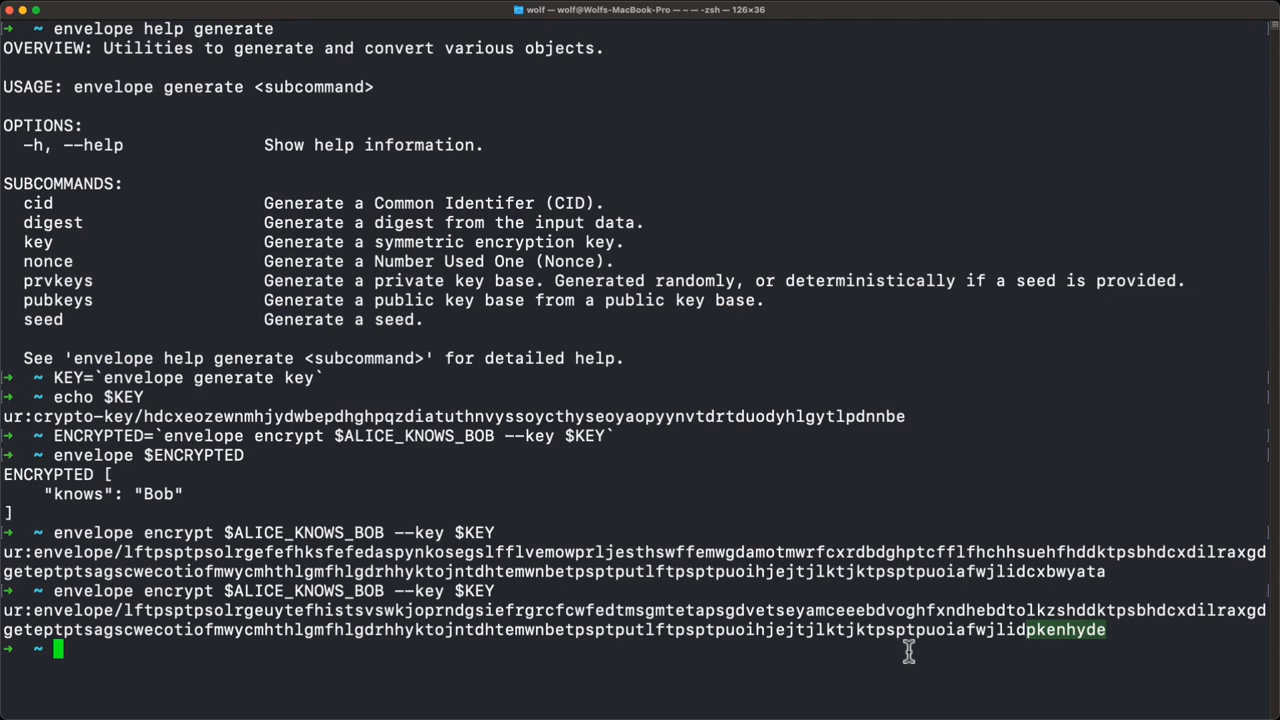 wolf — wolf@Wolfs-MacBook-Pro — ~ — -zsh — 126×36
➜  ~ envelope help generate
OVERVIEW: Utilities to generate and convert various objects.
USAGE: envelope generate <subcommand>
OPTIONS:
  -h, --help              Show help information.
SUBCOMMANDS:
  cid                     Generate a Common Identifer (CID).
  digest                  Generate a digest from the input data.
  key                     Generate a symmetric encryption key.
  nonce                   Generate a Number Used One (Nonce).
  prvkeys                 Generate a private key base. Generated randomly, or deterministically if a seed is provided.
  pubkeys                 Generate a public key base from a public key base.
  seed                    Generate a seed.
  See 'envelope help generate <subcommand>' for detailed help.
➜  ~ KEY=`envelope generate key`
➜  ~ echo $KEY
ur:crypto-key/hdcxeozewnmhjydwbepdhghpqzdiatuthnvyssoycthyseoyaopyynvtdrtduodyhlgytlpdnnbe
➜  ~ ENCRYPTED=`envelope encrypt $ALICE_KNOWS_BOB --key $KEY`
➜  ~ envelope $ENCRYPTED
ENCRYPTED [
    "knows": "Bob"
]
➜  ~ envelope encrypt $ALICE_KNOWS_BOB --key $KEY
ur:envelope/lftpsptpsolrgefefhksfefedaspynkosegslfflvemowprljesthswffemwgdamotmwrfcxrdbdghptcfflfhchhsuehfhddktpsbhdcxdilraxgd
geteptptsagscwecotiofmwycmhthlgmfhlgdrhhyktojntdhtemwnbetpsptputlftpsptpuoihjejtjlktjktpsptpuoiafwjlidcxbwyata
➜  ~ envelope encrypt $ALICE_KNOWS_BOB --key $KEY
ur:envelope/lftpsptpsolrgeuytefhistsvswkjoprndgsiefrgrcfcwfedtmsgmtetapsgdvetseyamceeebdvoghfxndhebdtolkzshddktpsbhdcxdilraxgd
geteptptsagscwecotiofmwycmhthlgmfhlgdrhhyktojntdhtemwnbetpsptputlftpsptpuoihjejtjlktjktpsptpuoiafwjlidpkenhyde
➜  ~